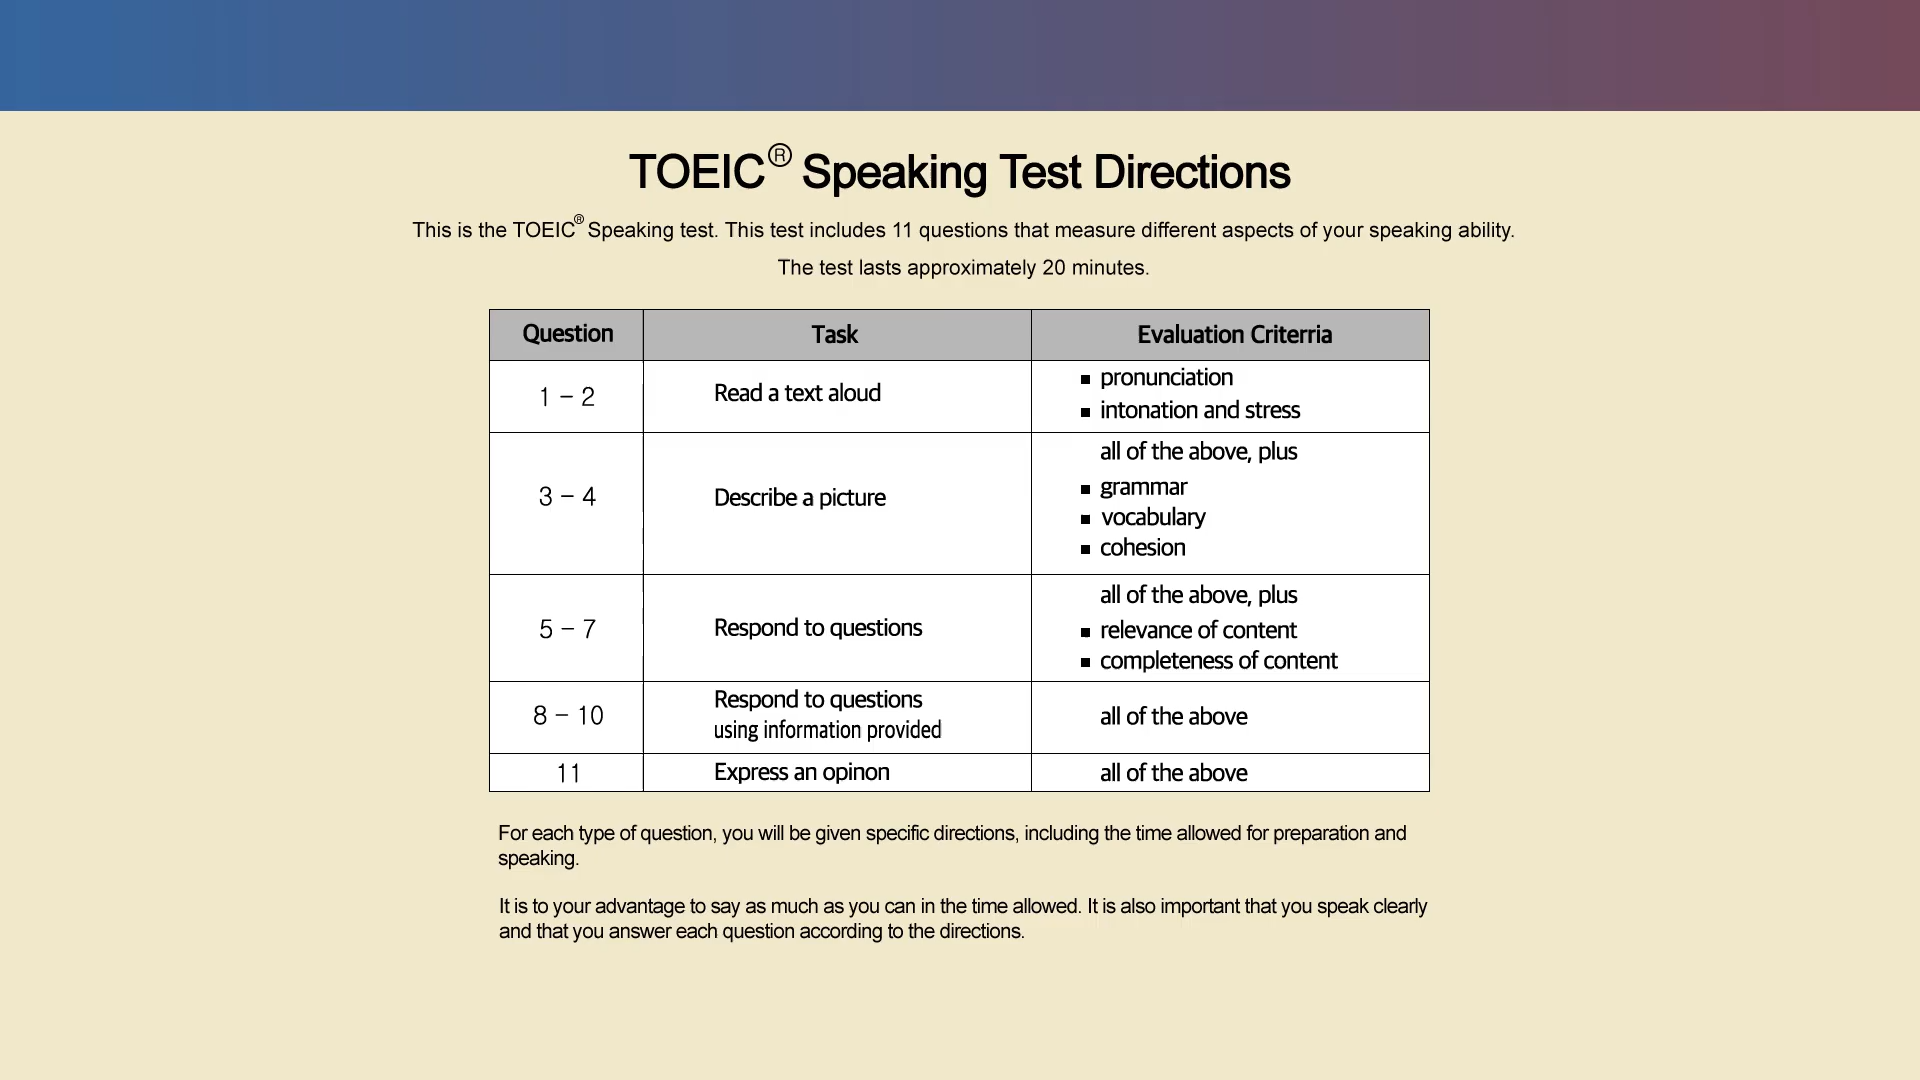 TOEIC® Speaking Test Directions
This is the TOEIC® Speaking test. This test includes 11 questions that measure different aspects of your speaking ability.
The test lasts approximately 20 minutes.
Question Task Evaluation Criterria
1 – 2 Read a text aloud
▪ pronunciation
▪ intonation and stress
3 – 4 Describe a picture
all of the above, plus
▪ grammar
▪ vocabulary
▪ cohesion
5 – 7 Respond to questions
all of the above, plus
▪ relevance of content
▪ completeness of content
8 – 10
Respond to questions
using information provided
all of the above
11 Express an opinon all of the above
For each type of question, you will be given specific directions, including the time allowed for preparation and
speaking.
It is to your advantage to say as much as you can in the time allowed. It is also important that you speak clearly
and that you answer each question according to the directions.